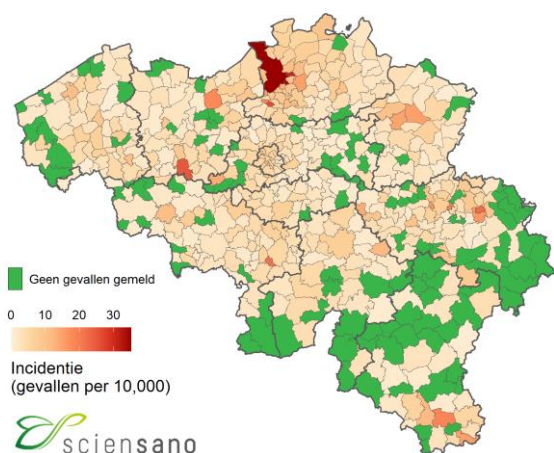 Geen gevallen gemeld
0 10 20 30
Incidentie
(gevallen per 10,000)
sciensano